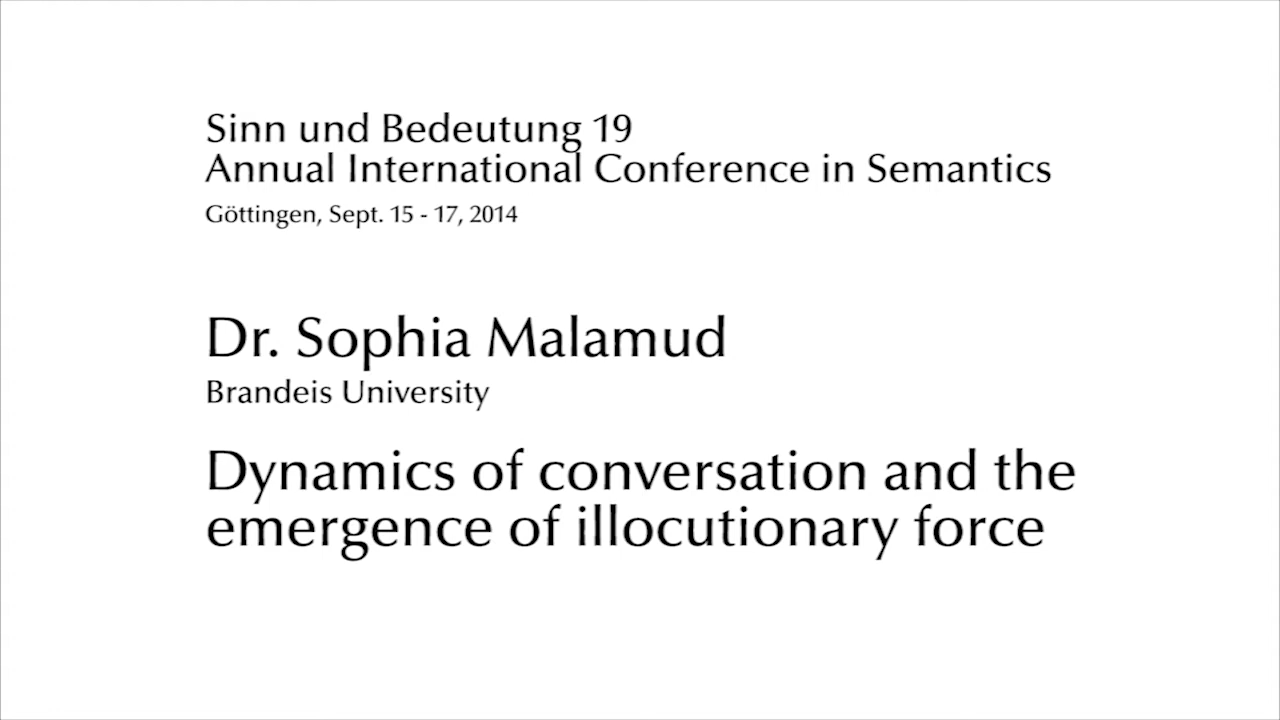 Sinn und Bedeutung 19
Annual International Conference in Semantics
Göttingen, Sept. 15 - 17, 2014
Dr. Sophia Malamud
Brandeis University
Dynamics of conversation and the
emergence of illocutionary force